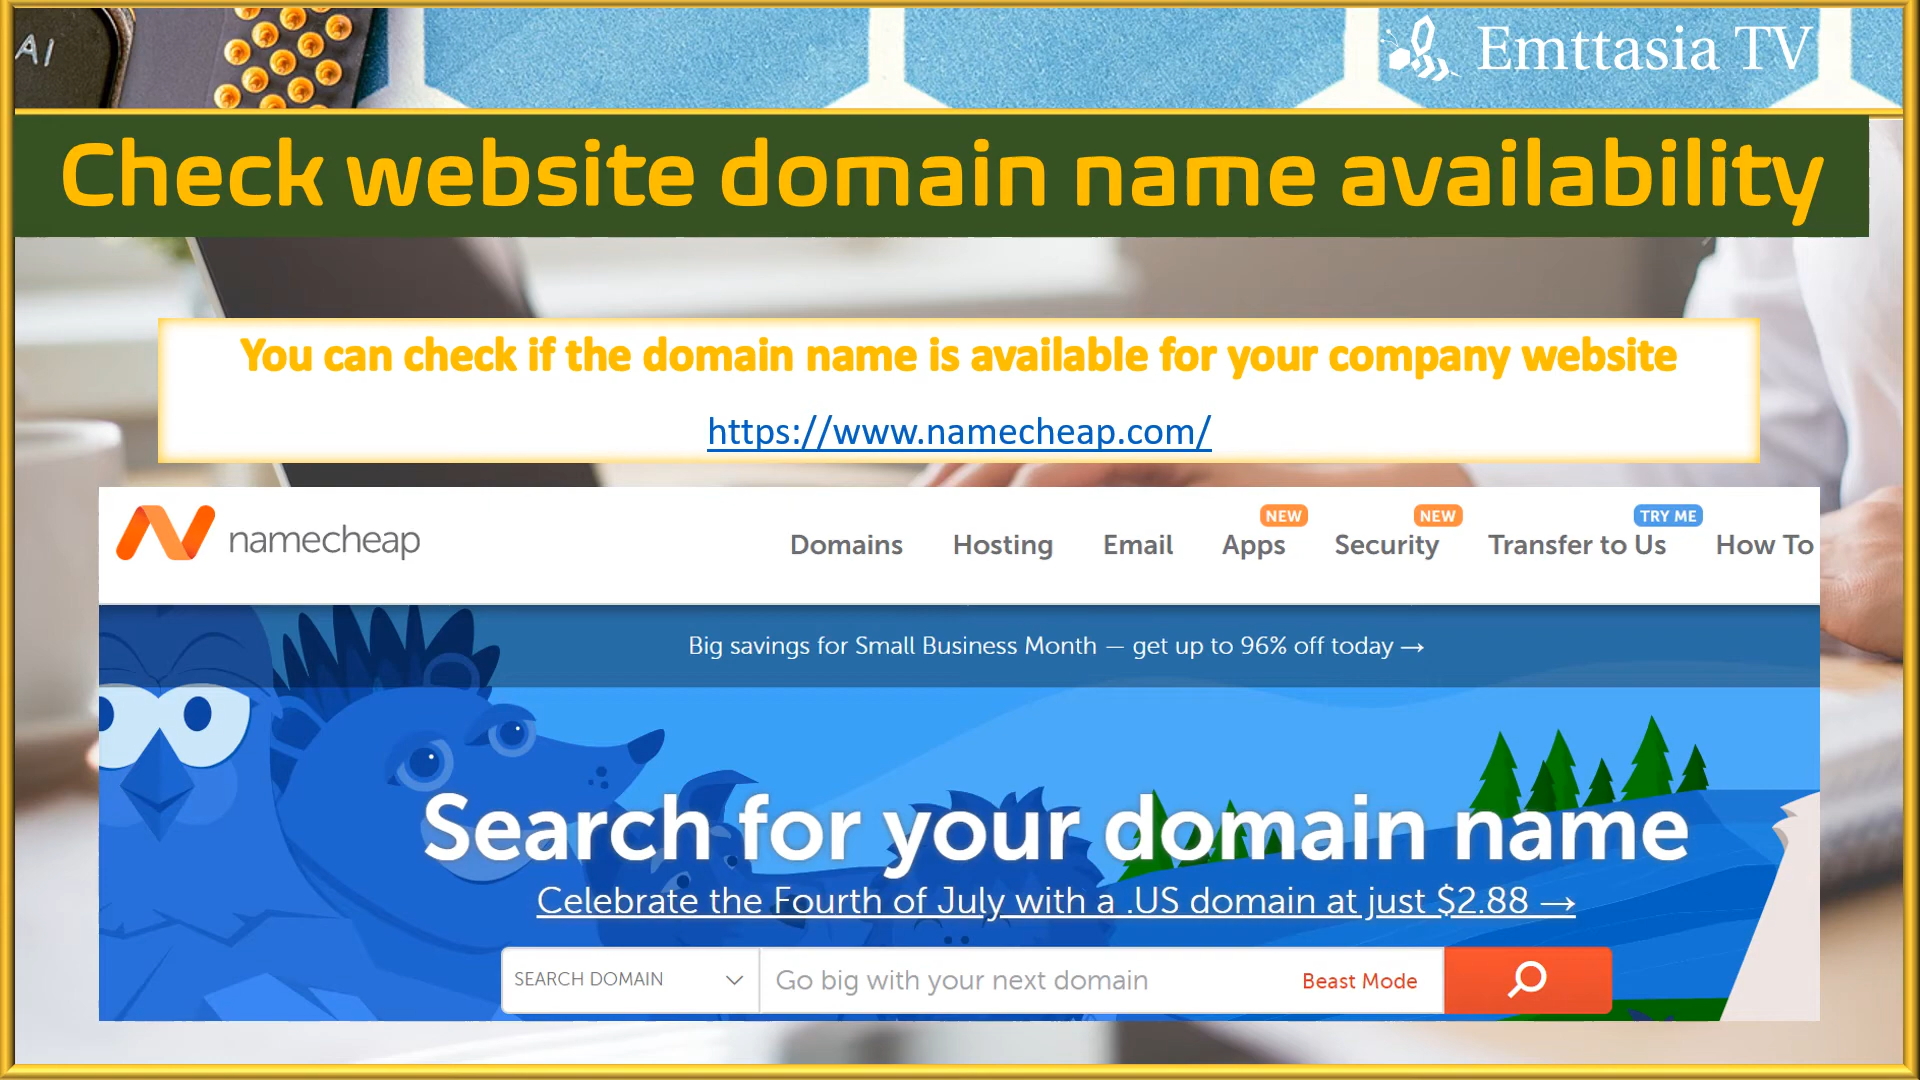 AI
Emttasia TV
Check website domain name availability
You can check if the domain name is available for your company website
https://www.namecheap.com/
namecheap
NEW NEW TRY ME
Domains Hosting Email Apps Security Transfer to Us How To
Big savings for Small Business Month — get up to 96% off today →
Search for your domain name
Celebrate the Fourth of July with a .US domain at just $2.88 →
SEARCH DOMAIN Go big with your next domain Beast Mode